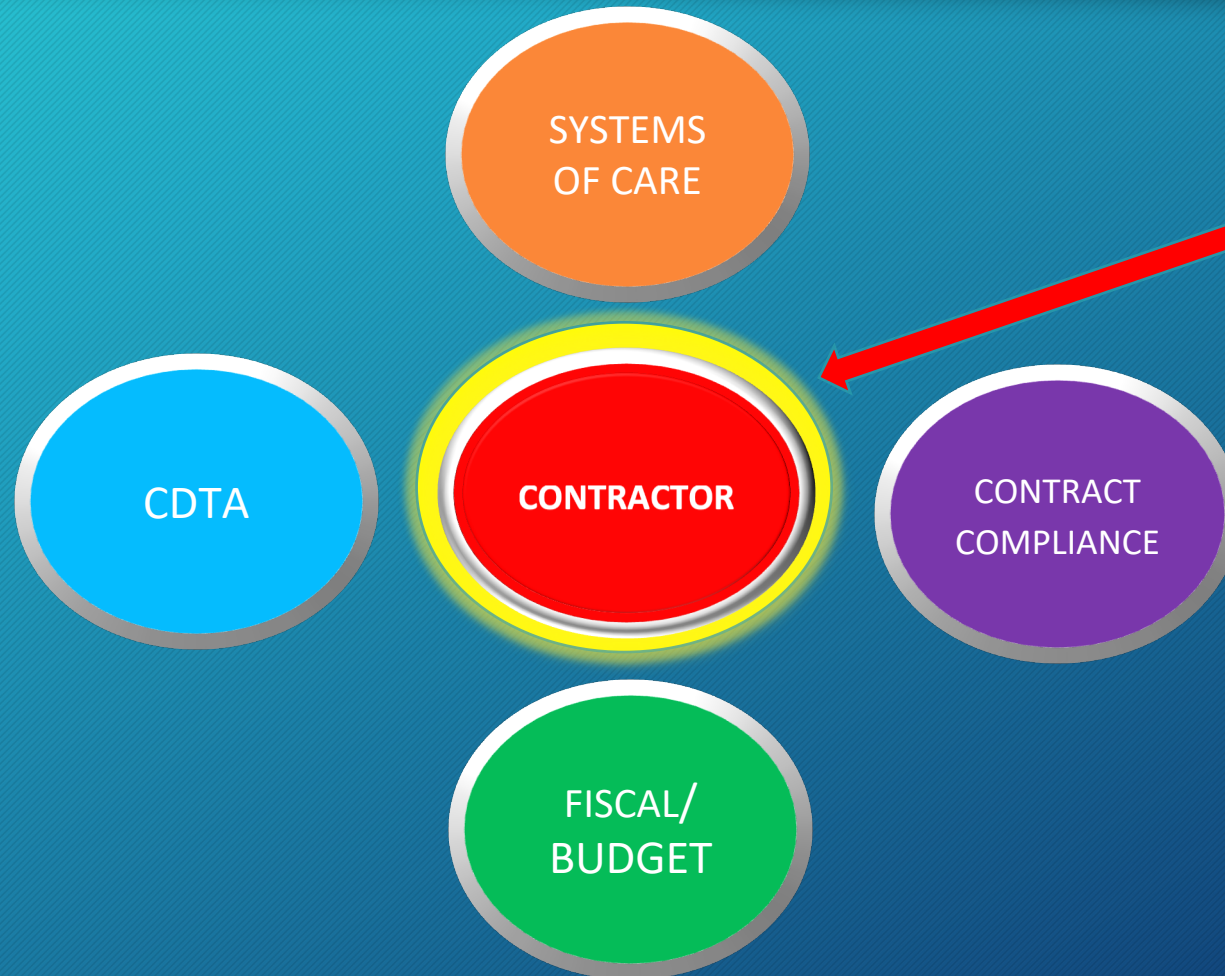 SYSTEMS
OF CARE
CDTA
CONTRACTOR
CONTRACT
COMPLIANCE
FISCAL/
BUDGET